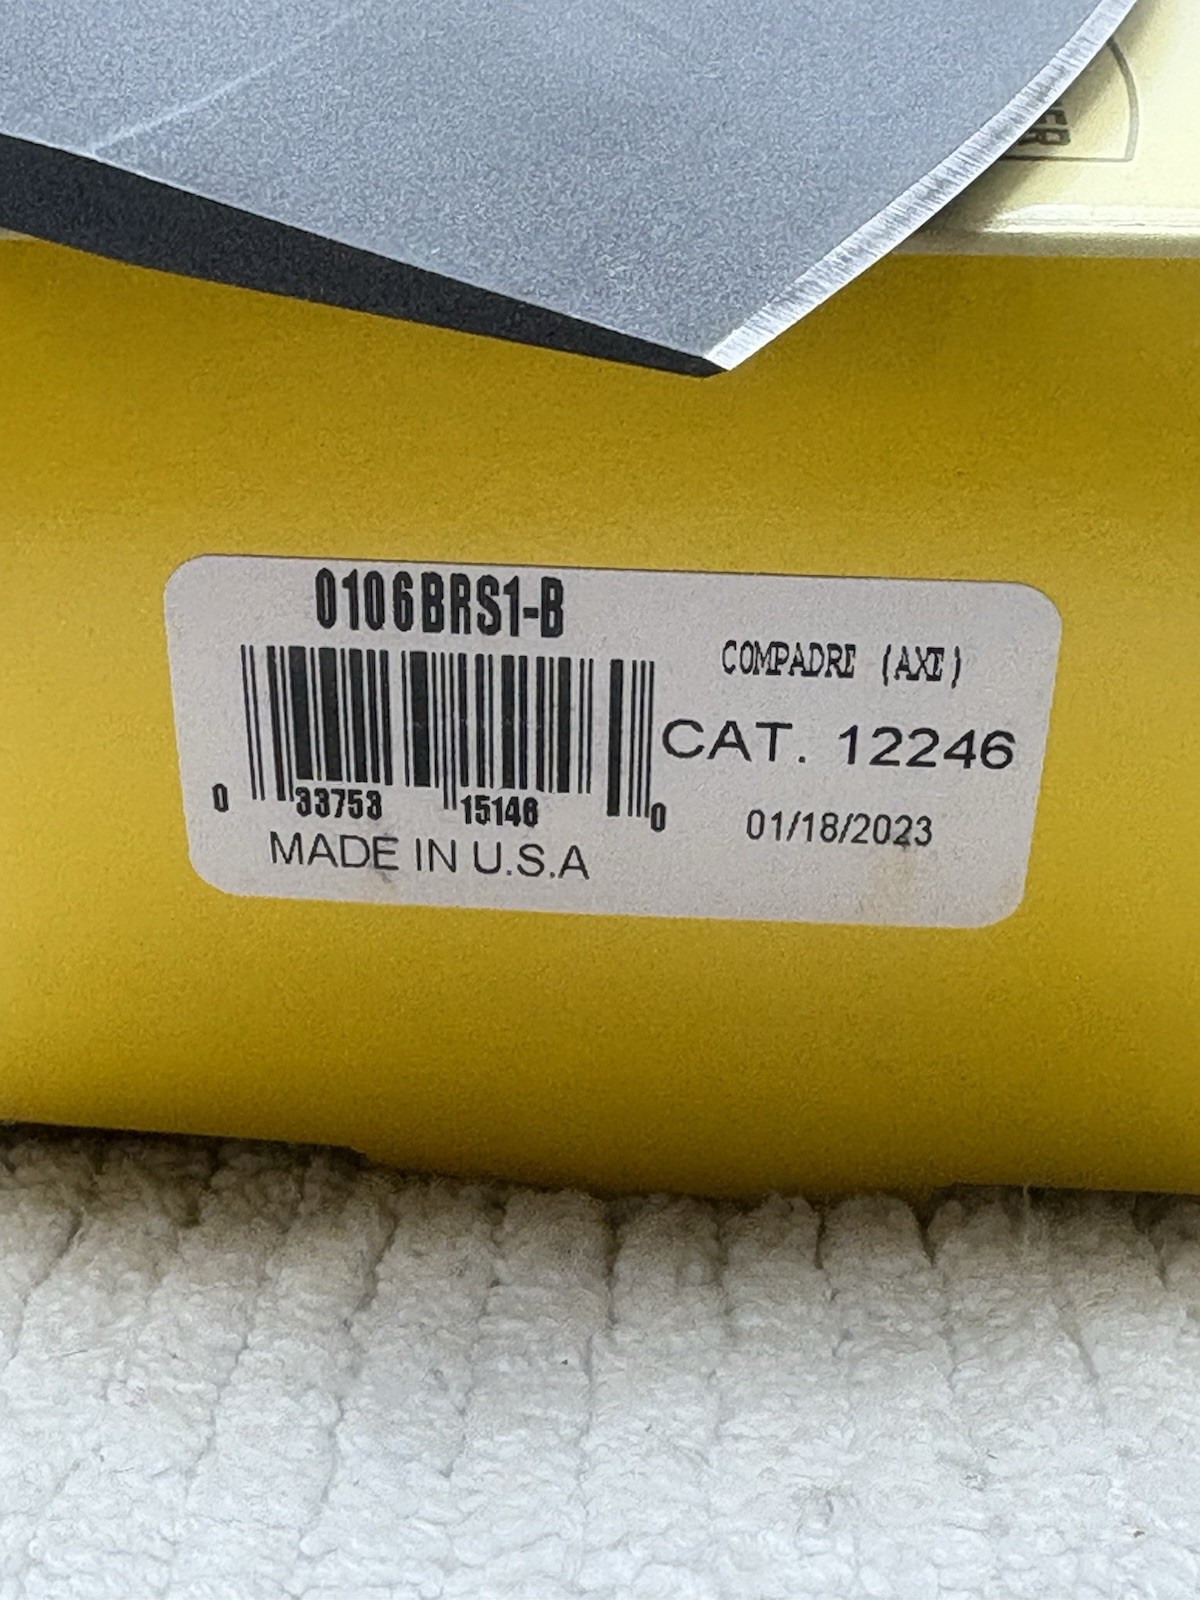 0106BRS1-B
COMPADRE (AXE)
CAT. 12246
0 33753 15146 0
01/18/2023
MADE IN U.S.A